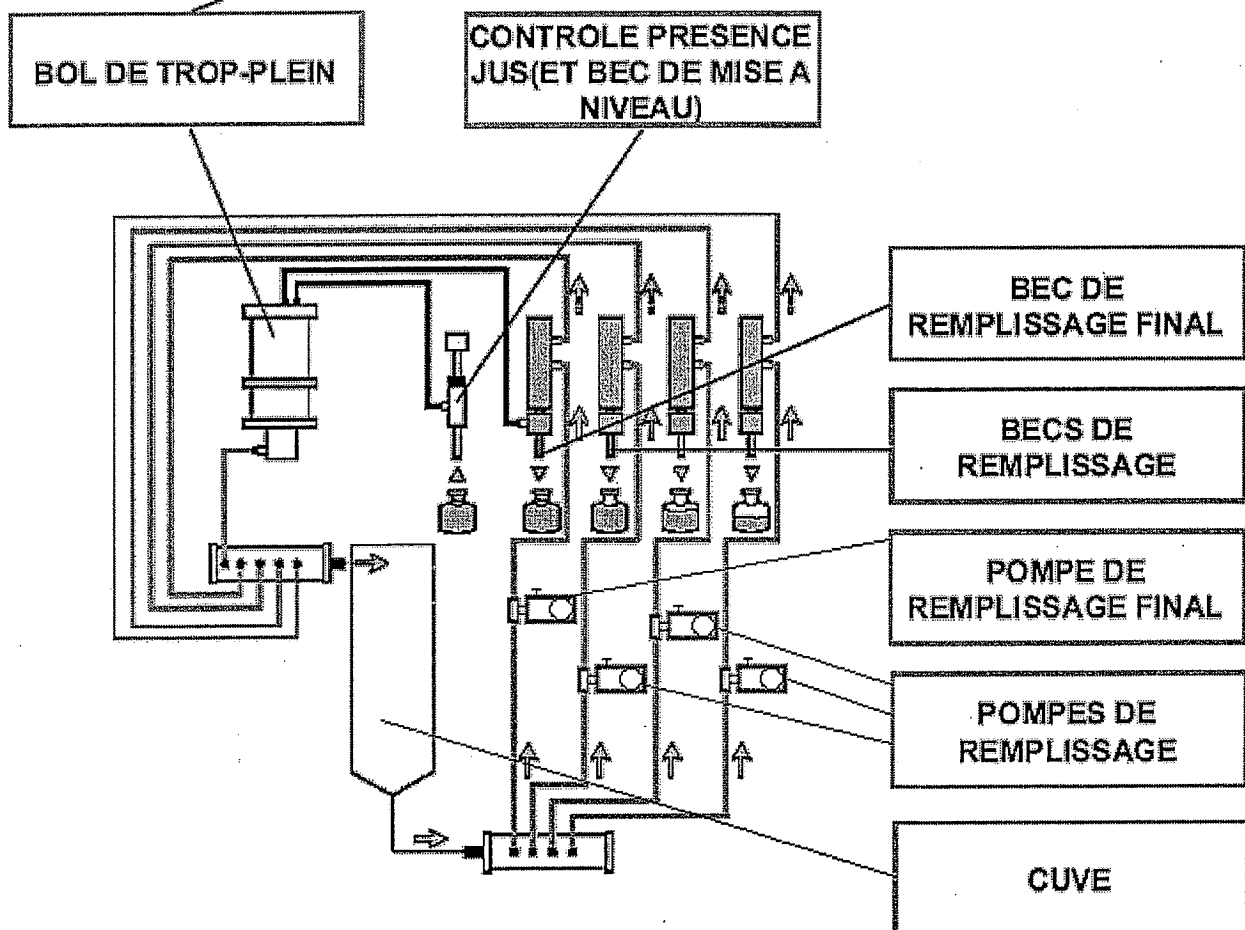 BOL DE TROP-PLEIN
CONTROLE PRESENCE
JUS(ET BEC DE MISE A
NIVEAU)
BEC DE
REMPLISSAGE FINAL
BECS DE
REMPLISSAGE
POMPE DE
REMPLISSAGE FINAL
POMPES DE
REMPLISSAGE
CUVE